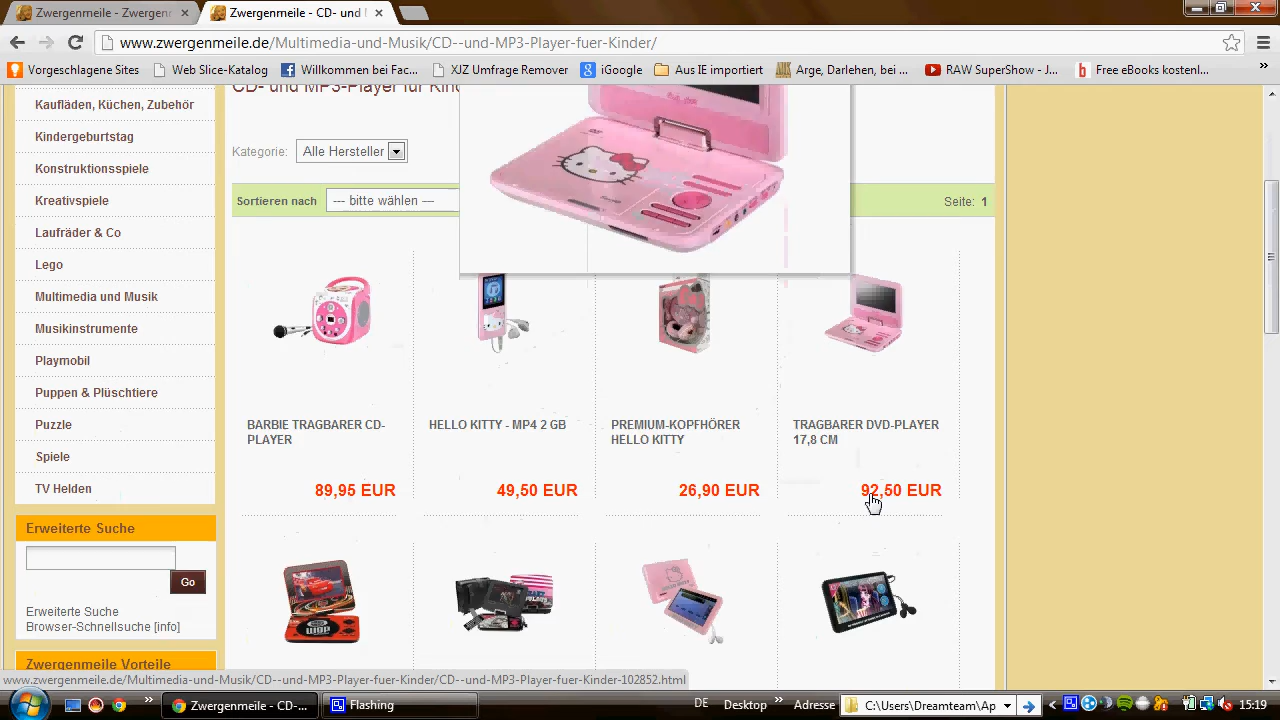 Zwergenmeile - Zwergen
Zwergenmeile - CD- und M
www.zwergenmeile.de/Multimedia-und-Musik/CD--und-MP3-Player-fuer-Kinder/
Vorgeschlagene Sites
Web Slice-Katalog
Willkommen bei Fac...
XJZ Umfrage Remover
iGoogle
Aus IE importiert
Arge, Darlehen, bei ...
RAW SuperShow - J...
Free eBooks kostenl...
Kaufläden, Küchen, Zubehör
Kindergeburtstag
Konstruktionsspiele
Kreativspiele
Laufräder & Co
Lego
Multimedia und Musik
Musikinstrumente
Playmobil
Puppen & Plüschtiere
Puzzle
Spiele
TV Helden
Erweiterte Suche
Go
Erweiterte Suche
Browser-Schnellsuche [info]
Zwergenmeile Vorteile
CD- und MP3-Player für Kin
Kategorie: Alle Hersteller
Sortieren nach --- bitte wählen ---
Seite: 1
BARBIE TRAGBARER CD-
PLAYER
89,95 EUR
HELLO KITTY - MP4 2 GB
49,50 EUR
PREMIUM-KOPFHÖRER
HELLO KITTY
26,90 EUR
TRAGBARER DVD-PLAYER
17,8 CM
92,50 EUR
www.zwergenmeile.de/Multimedia-und-Musik/CD--und-MP3-Player-fuer-Kinder/CD--und-MP3-Player-fuer-Kinder-102852.html
Zwergenmeile - CD-...
Flashing
DE
Desktop
Adresse
C:\Users\Dreamteam\Ap
15:19